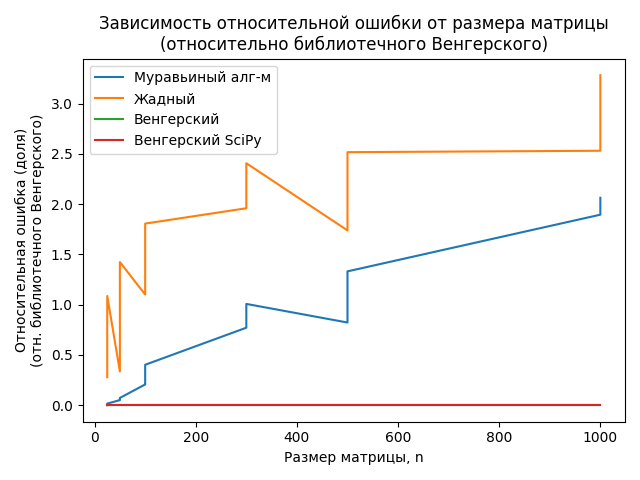 Зависимость относительной ошибки от размера матрицы
(относительно библиотечного Венгерского)
Относительная ошибка (доля)
(отн. библиотечного Венгерского)
3.0
2.5
2.0
1.5
1.0
0.5
0.0
Муравьиный алг-м
Жадный
Венгерский
Венгерский SciPy
0
200
400
600
800
1000
Размер матрицы, n